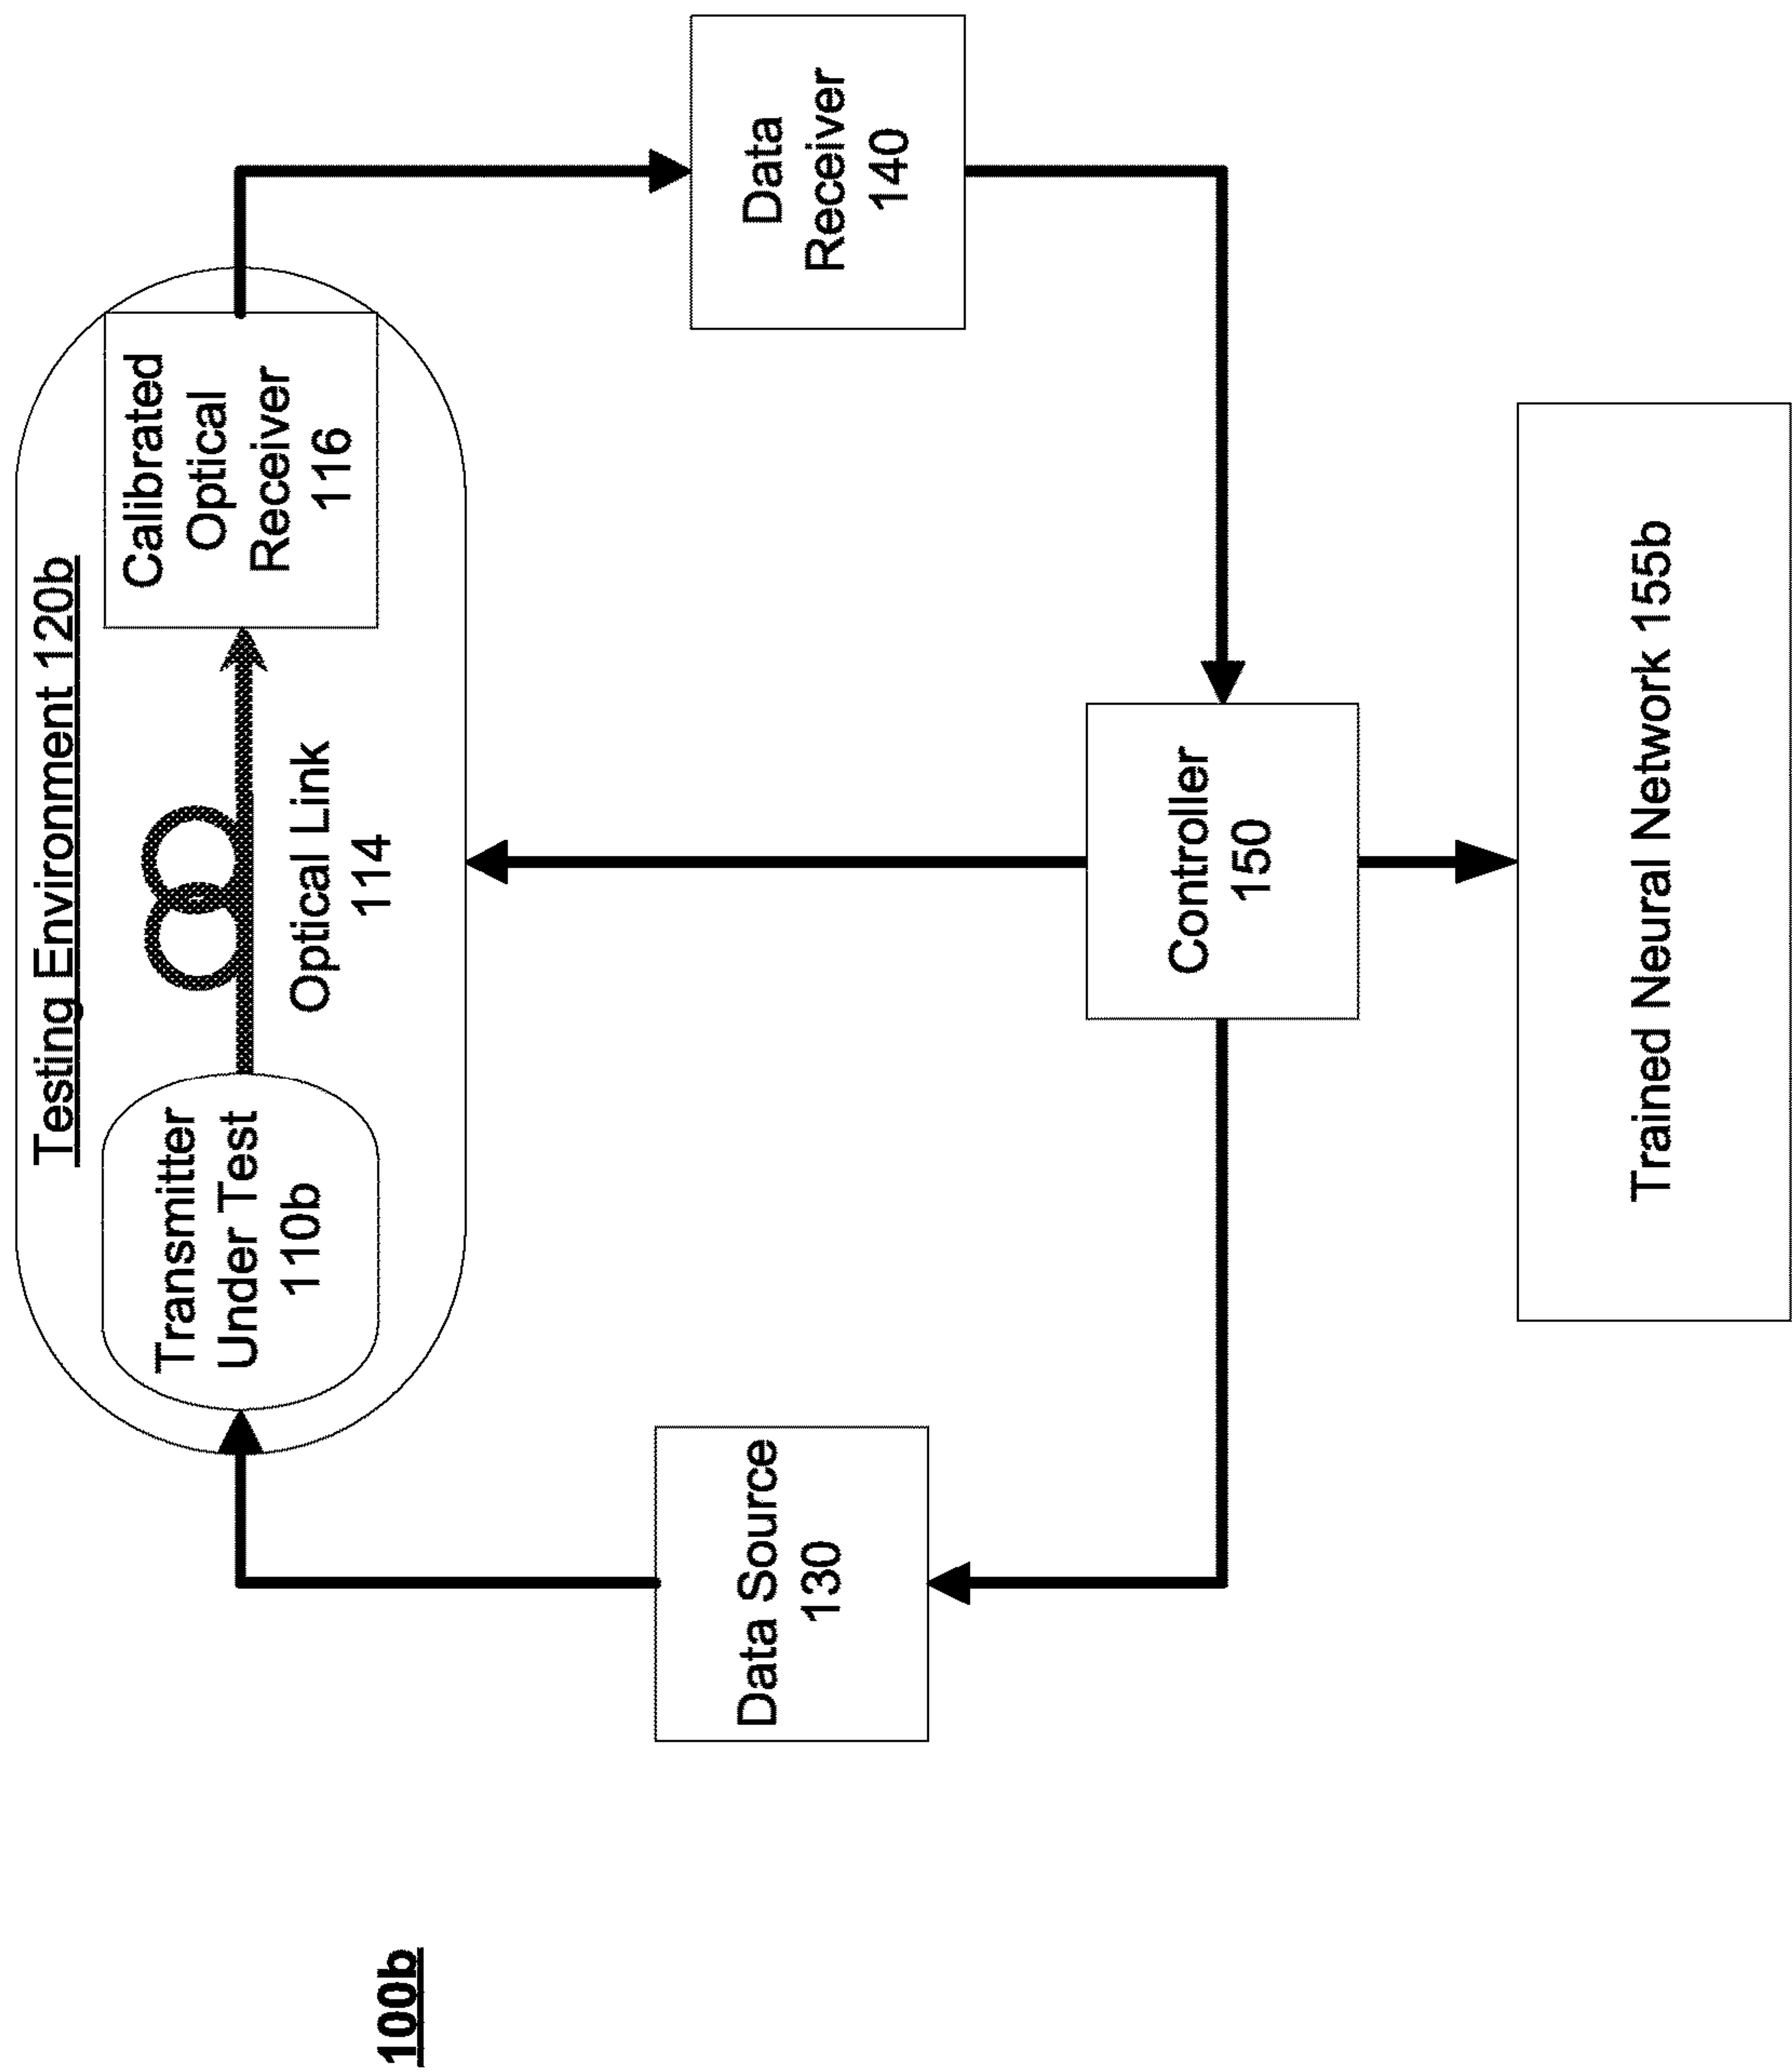 100b
Testing Environment 120b
Transmitter
Under Test
110b
Optical Link
114
Calibrated
Optical
Receiver
116
Data Source
130
Data
Receiver
140
Controller
150
Trained Neural Network 155b